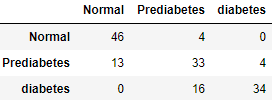 Normal Prediabetes diabetes
Normal 46 4 0
Prediabetes 13 33 4
diabetes 0 16 34